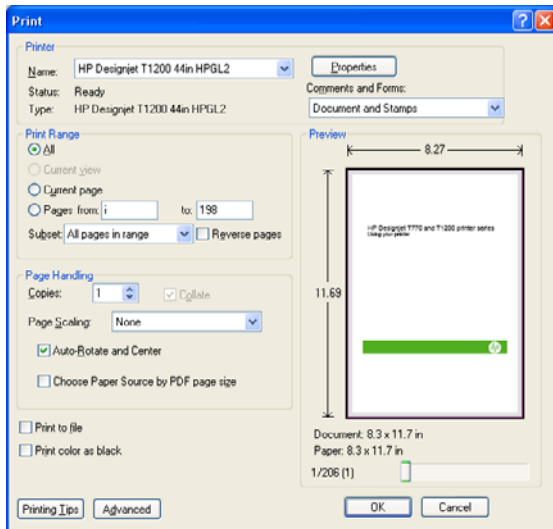 Print
Printer
Name: HP Designjet T1200 44in HPGL2
Properties
Status: Ready
Comments and Forms:
Type: HP Designjet T1200 44in HPGL2
Document and Stamps
Print Range
All
Current view
Current page
Pages from: i to: 198
Subset: All pages in range Reverse pages
Page Handling
Copies: 1 Collate
Page Scaling: None
Auto-Rotate and Center
Choose Paper Source by PDF page size
Print to file
Print color as black
Preview
8.27
11.69
HP Designjet T770 and T1200 printer series
Using your printer
hp
Document: 8.3 x 11.7 in
Paper: 8.3 x 11.7 in
1/206 (1)
Printing Tips Advanced OK Cancel